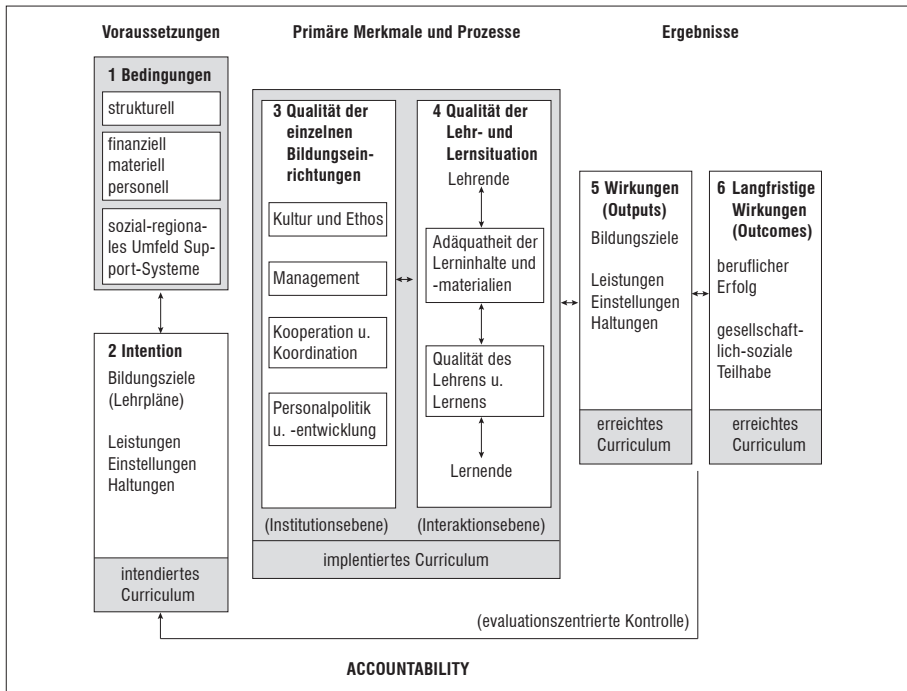 Voraussetzungen
Primäre Merkmale und Prozesse
Ergebnisse
1 Bedingungen
strukturell
finanziell
materiell
personell
sozial-regiona-
les Umfeld Sup-
port-Systeme
2 Intention
Bildungsziele
(Lehrpläne)
Leistungen
Einstellungen
Haltungen
intendiertes
Curriculum
3 Qualität der
einzelnen
Bildungsein-
richtungen
Kultur und Ethos
Management
Kooperation u.
Koordination
Personalpolitik
u. -entwicklung
(Institutionsebene)
4 Qualität der
Lehr- und
Lernsituation
Lehrende
Adäquatheit der
Lerninhalte und
-materialien
Qualität des
Lehrens u.
Lernens
Lernende
(Interaktionsebene)
implentiertes Curriculum
5 Wirkungen
(Outputs)
Bildungsziele
Leistungen
Einstellungen
Haltungen
erreichtes
Curriculum
6 Langfristige
Wirkungen
(Outcomes)
beruflicher
Erfolg
gesellschaft-
lich-soziale
Teilhabe
erreichtes
Curriculum
(evaluationszentrierte Kontrolle)
ACCOUNTABILITY